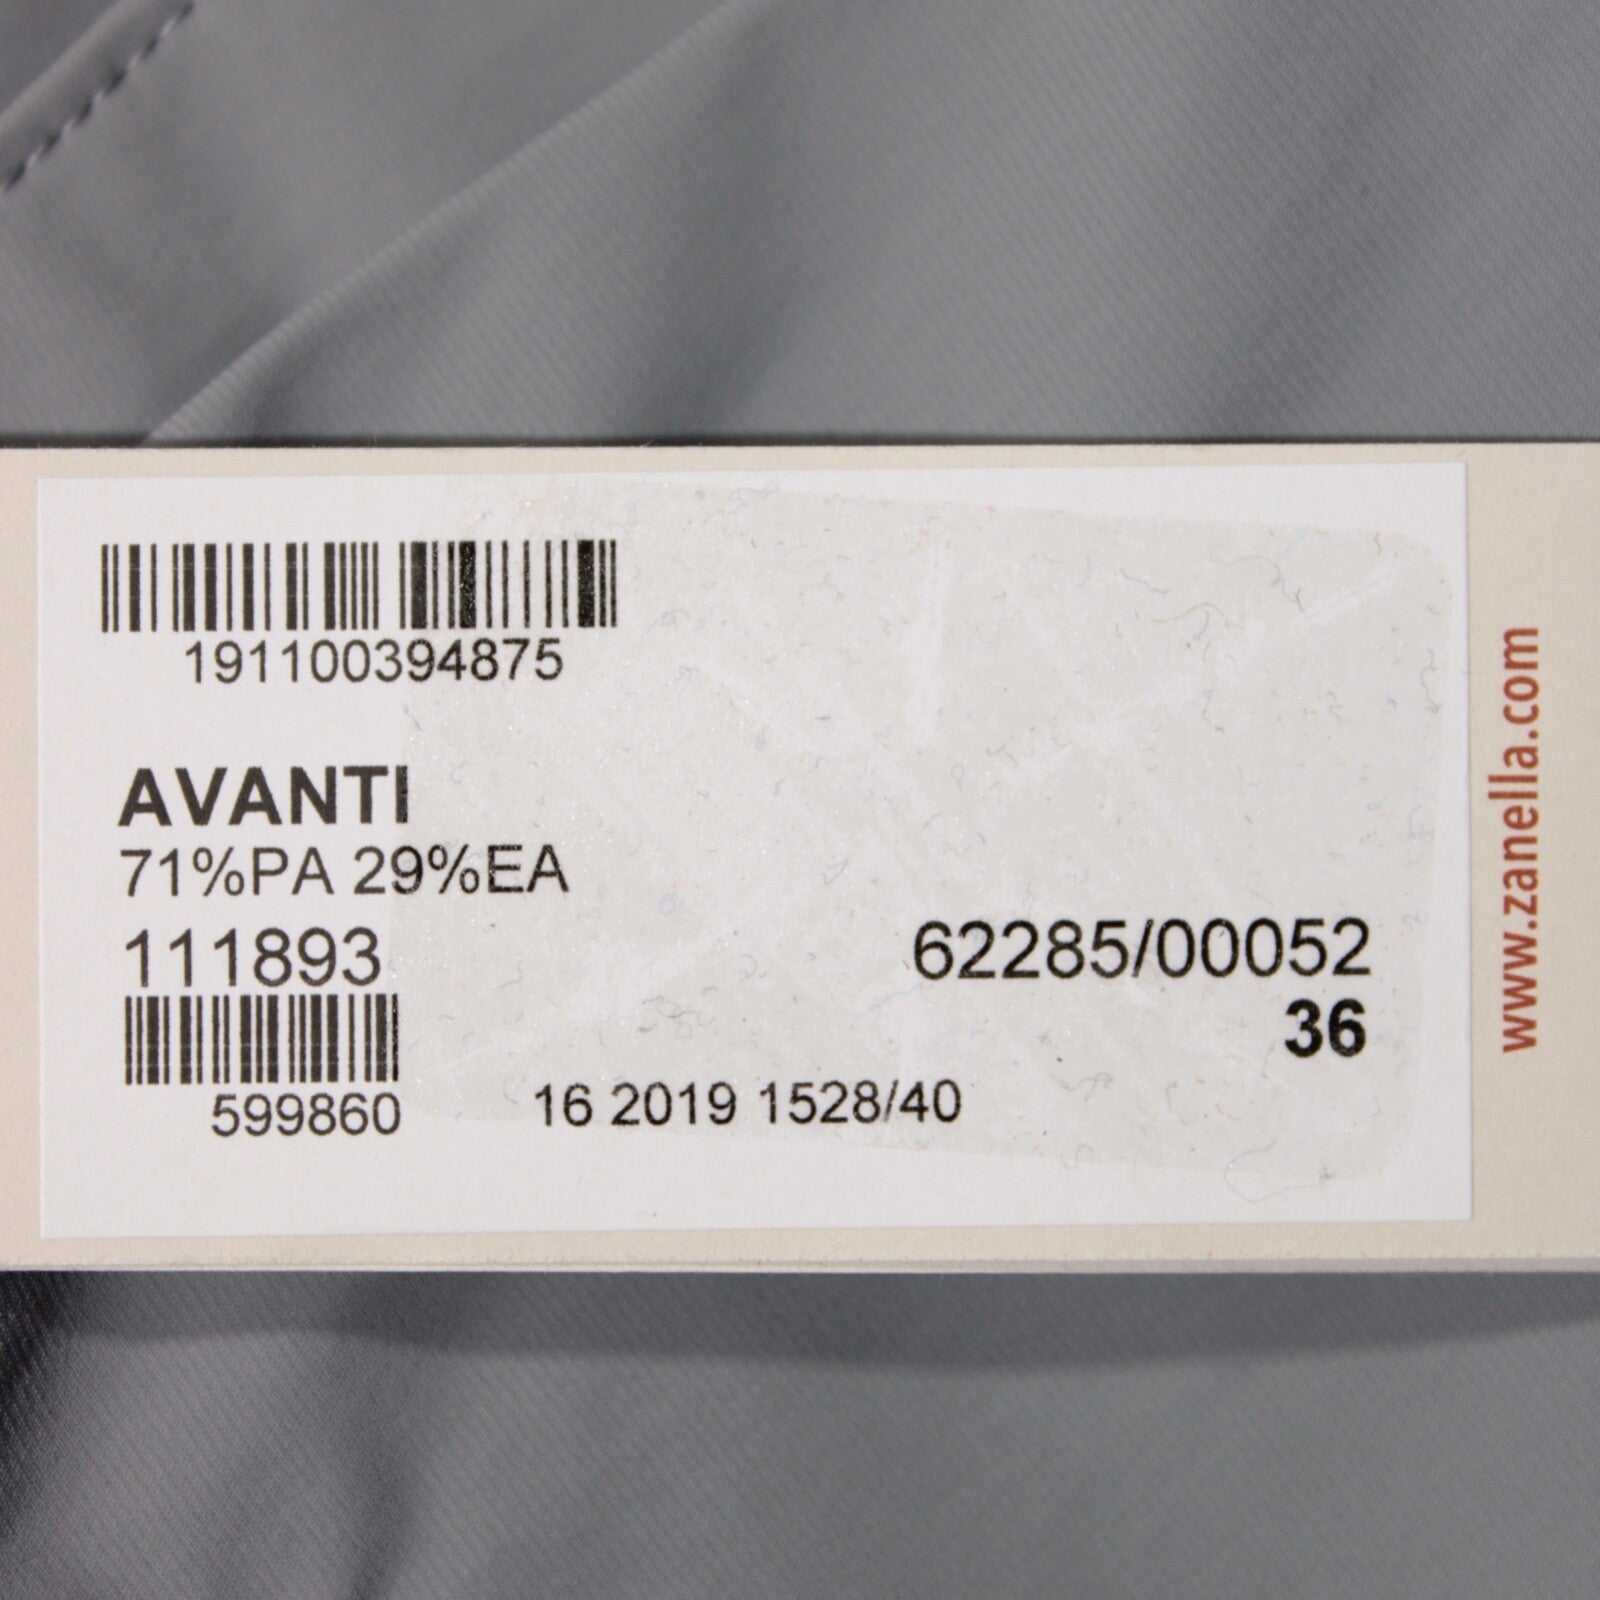 191100394875
AVANTI
71%PA 29%EA
111893
62285/00052
36
599860
16 2019 1528/40
www.zanella.com